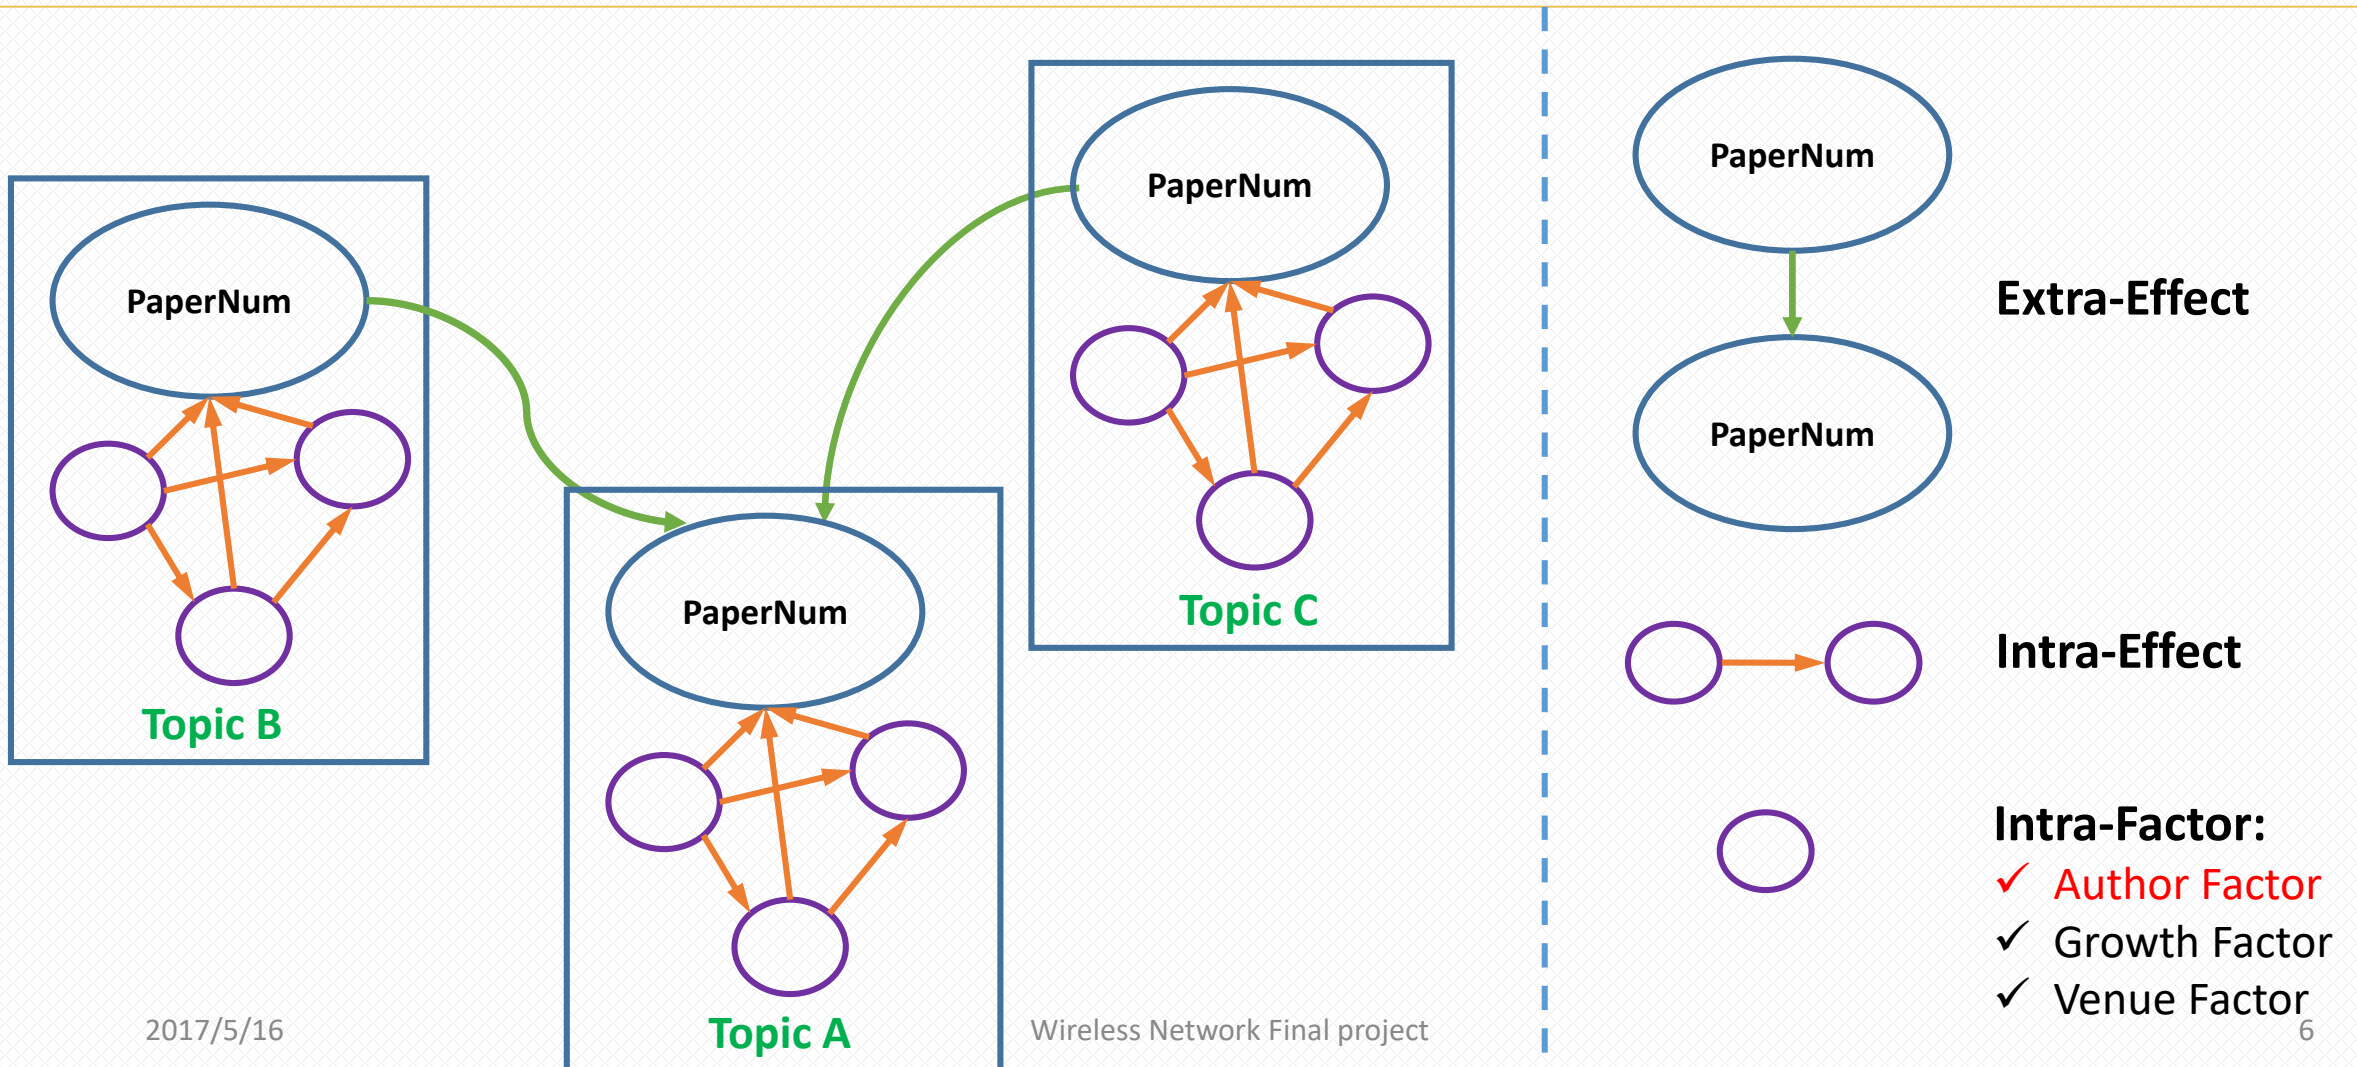 PaperNum
Topic B
PaperNum
Topic A
PaperNum
Topic C
PaperNum
Extra-Effect
PaperNum
Intra-Effect
Intra-Factor:
✓ Author Factor
✓ Growth Factor
✓ Venue Factor
2017/5/16
Wireless Network Final project
6